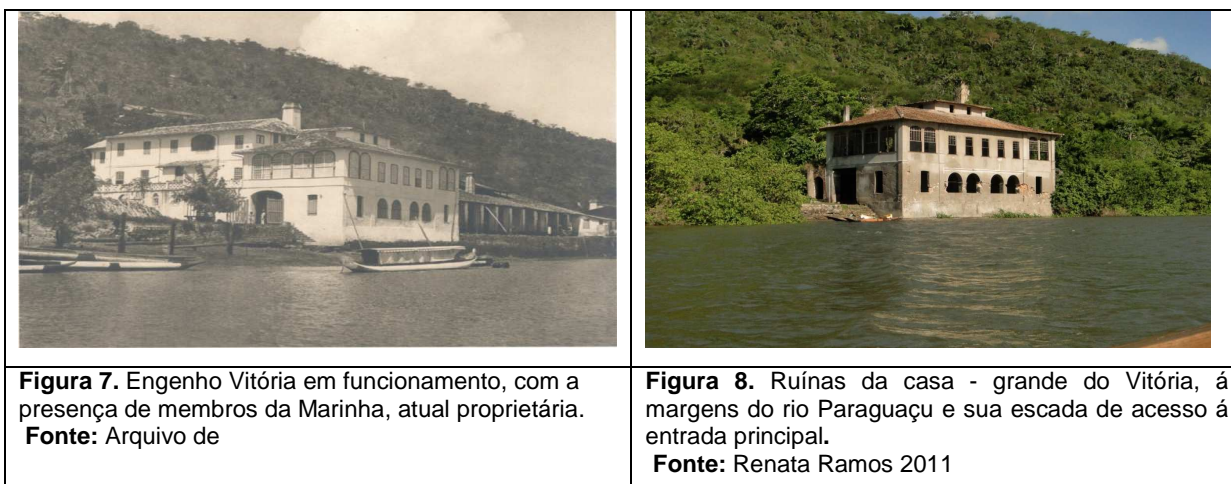 Figura 7. Engenho Vitória em funcionamento, com a
presença de membros da Marinha, atual proprietária.
Fonte: Arquivo de
Figura 8. Ruínas da casa - grande do Vitória, á
margens do rio Paraguaçu e sua escada de acesso á
entrada principal.
Fonte: Renata Ramos 2011